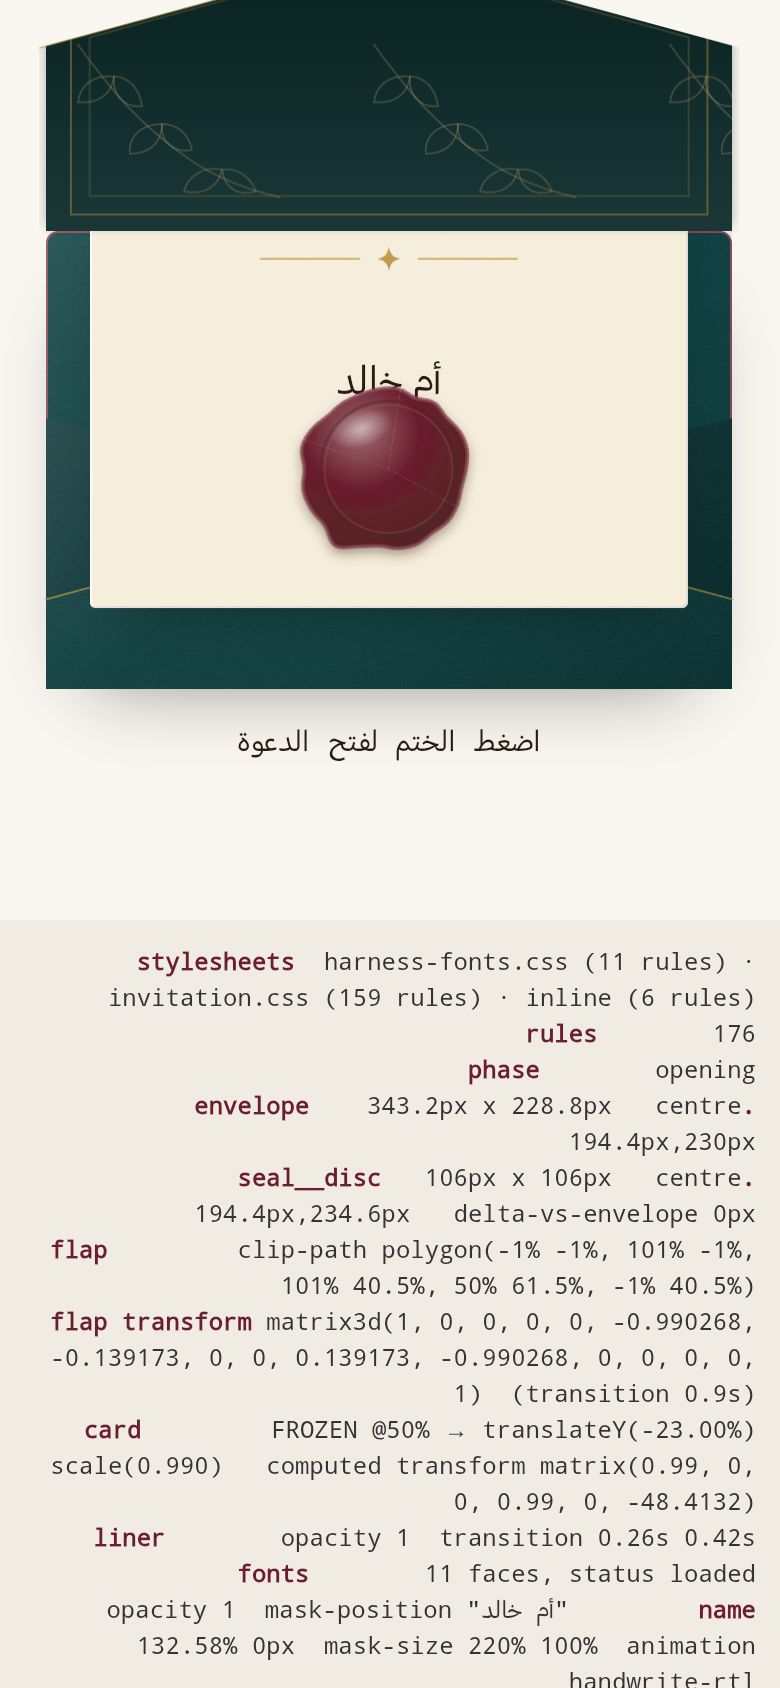 أم خالد
اضغط الختم لفتح الدعوة
stylesheets harness-fonts.css (11 rules) ·
invitation.css (159 rules) · inline (6 rules)
rules 176
phase opening
envelope 343.2px x 228.8px centre.
194.4px,230px
seal__disc 106px x 106px centre.
194.4px,234.6px delta-vs-envelope 0px
flap clip-path polygon(-1% -1%, 101% -1%,
101% 40.5%, 50% 61.5%, -1% 40.5%)
flap transform matrix3d(1, 0, 0, 0, 0, -0.990268,
-0.139173, 0, 0, 0.139173, -0.990268, 0, 0, 0, 0,
1) (transition 0.9s)
card FROZEN @50% → translateY(-23.00%)
scale(0.990) computed transform matrix(0.99, 0,
0, 0.99, 0, -48.4132)
liner opacity 1 transition 0.26s 0.42s
fonts 11 faces, status loaded
name "أم خالد" opacity 1 mask-position
132.58% 0px mask-size 220% 100% animation
handwrite-rtl